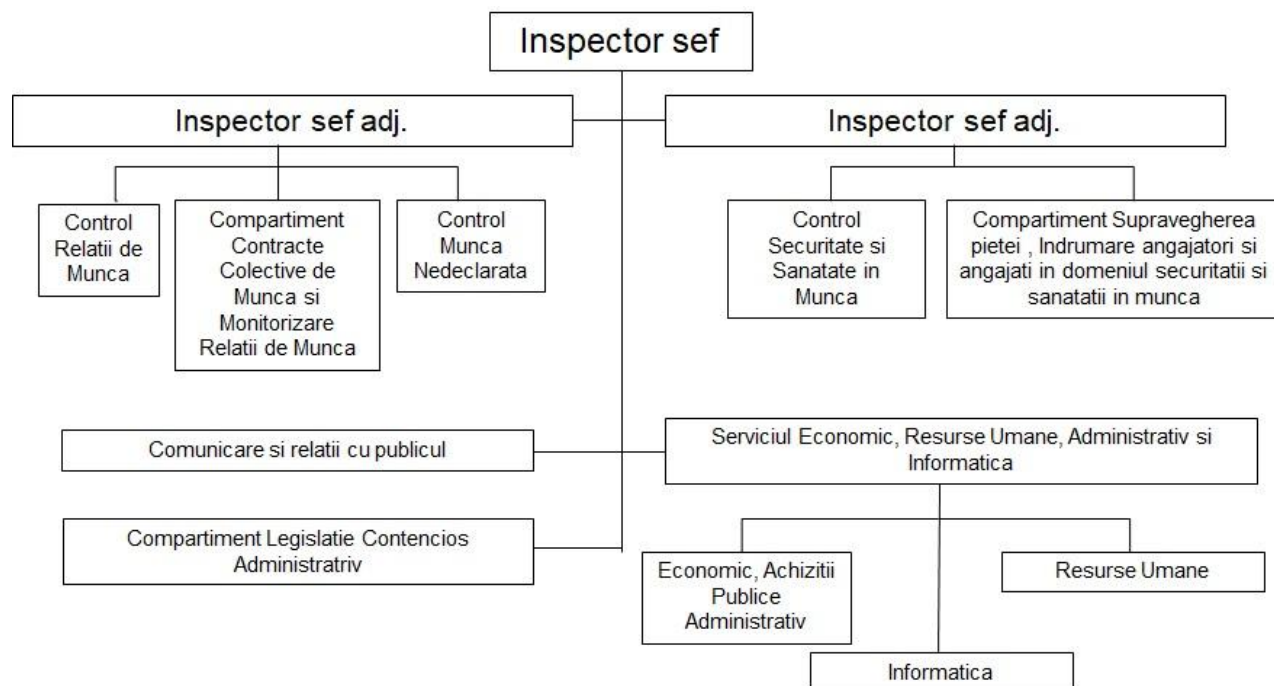 Inspector sef
Inspector sef adj.
Inspector sef adj.
Control
Relatii de
Munca
Compartiment
Contracte
Colective de
Munca si
Monitorizare
Relatii de Munca
Control
Munca
Nedeclarata
Control
Securitate si
Sanatate in
Munca
Compartiment Supravegherea
pietei , Indrumare angajatori si
angajati in domeniul securitatii si
sanatatii in munca
Comunicare si relatii cu publicul
Serviciul Economic, Resurse Umane, Administrativ si
Informatica
Compartiment Legislatie Contencios
Administratriv
Economic, Achizitii
Publice
Administrativ
Resurse Umane
Informatica